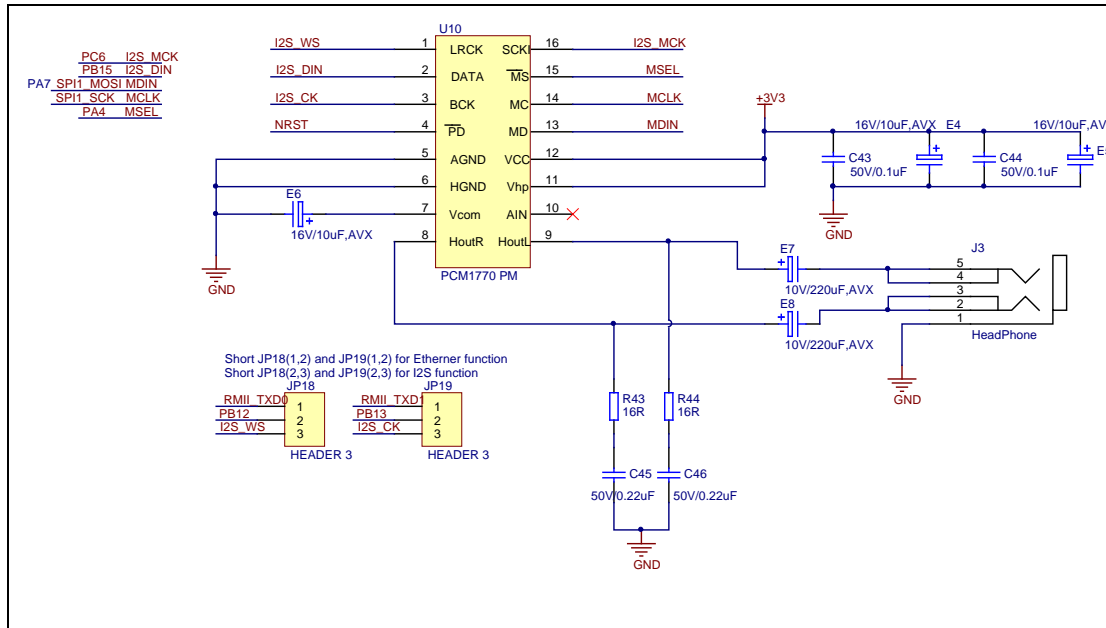 U10
PC6 I2S_MCK
PB15 I2S_DIN
PA7 SPI1_MOSI MDIN
SPI1_SCK MCLK
PA4 MSEL
I2S_WS 1 LRCK SCKI 16 I2S_MCK
I2S_DIN 2 DATA MS 15 MSEL
I2S_CK 3 BCK MC 14 MCLK
NRST 4 PD MD 13 MDIN
5 AGND VCC 12
6 HGND Vhp 11
7 Vcom AIN 10
8 HoutR HoutL 9
PCM1770 PM
E6
16V/10uF,AVX
GND
+3V3
16V/10uF,AVX E4 16V/10uF,AV
C43
50V/0.1uF
C44
50V/0.1uF
GND
E7
10V/220uF,AVX
E8
10V/220uF,AVX
J3
5
4
3
2
1
HeadPhone
GND
Short JP18(1,2) and JP19(1,2) for Etherner function
Short JP18(2,3) and JP19(2,3) for I2S function
JP18 JP19
RMII_TXD0 1 RMII_TXD1 1
PB12 2 PB13 2
I2S_WS 3 I2S_CK 3
HEADER 3 HEADER 3
R43 R44
16R 16R
C45 C46
50V/0.22uF 50V/0.22uF
GND